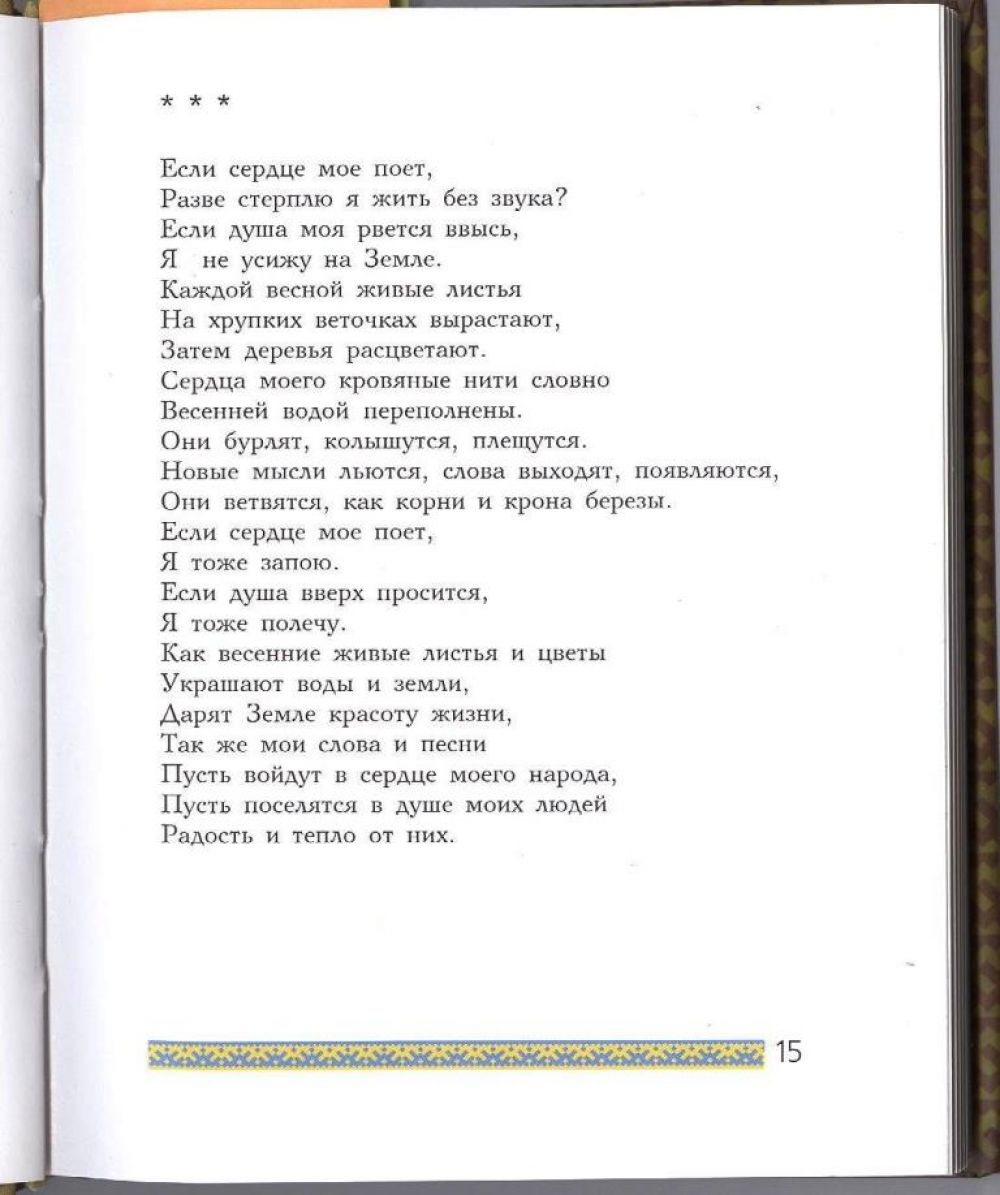 * * *
Если сердце мое поет,
Разве стерплю я жить без звука?
Если душа моя рвется ввысь,
Я не усижу на Земле.
Каждой весной живые листья
На хрупких веточках вырастают,
Затем деревья расцветают.
Сердца моего кровяные нити словно
Весенней водой переполнены.
Они бурлят, колышутся, плещутся.
Новые мысли льются, слова выходят, появляются,
Они ветвятся, как корни и крона березы.
Если сердце мое поет,
Я тоже запою.
Если душа вверх просится,
Я тоже полечу.
Как весенние живые листья и цветы
Украшают воды и земли,
Дарят Земле красоту жизни,
Так же мои слова и песни
Пусть войдут в сердце моего народа,
Пусть поселятся в душе моих людей
Радость и тепло от них.
15